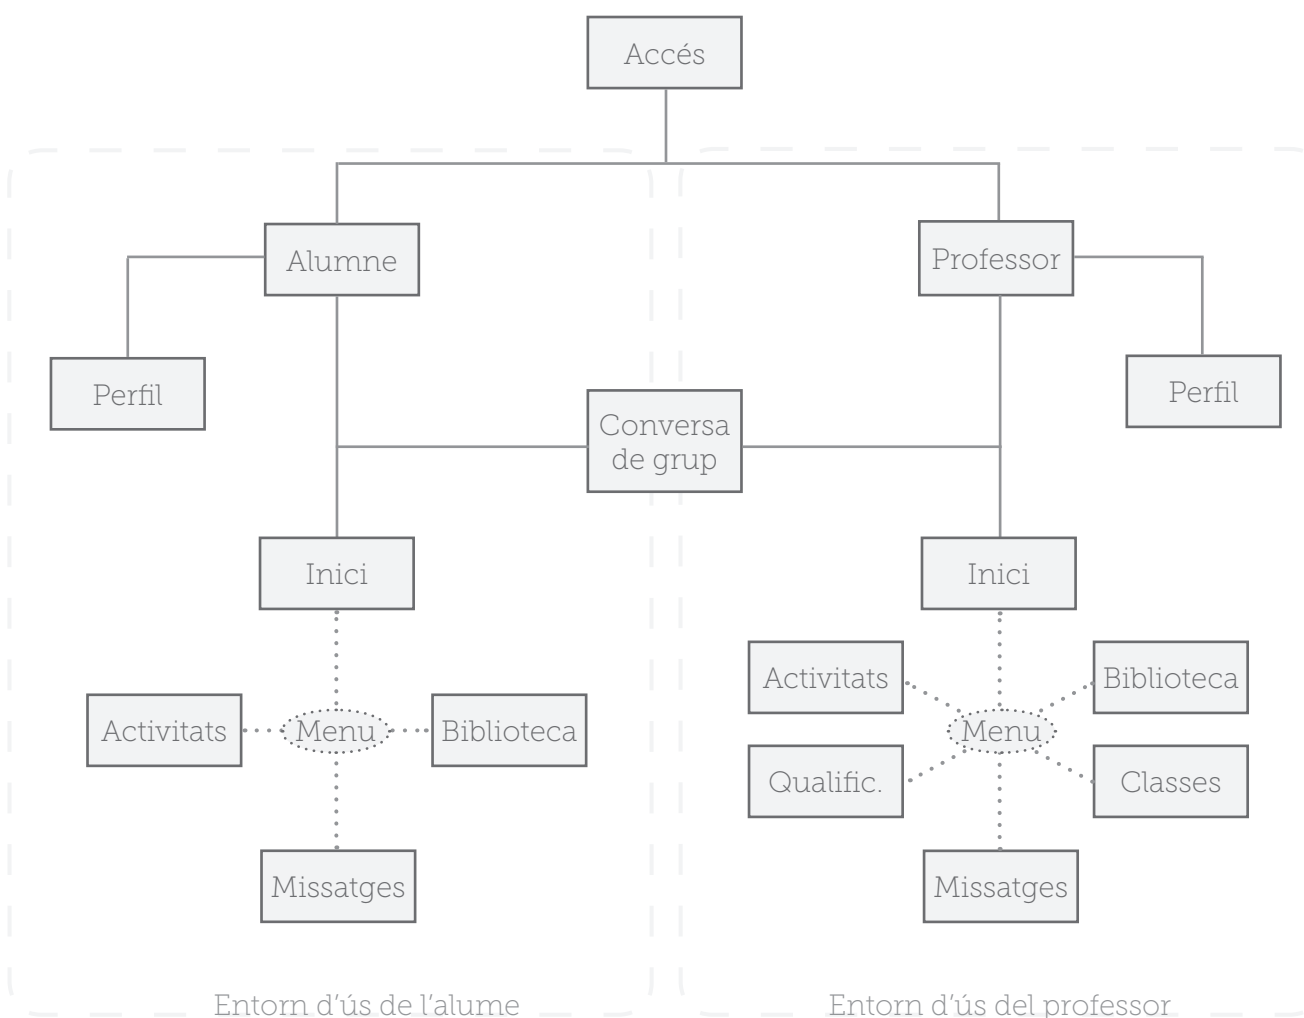 Accés
Alumne
Professor
Perfil
Perfil
Conversa
de grup
Inici
Inici
Activitats
Menu
Biblioteca
Missatges
Activitats
Biblioteca
Menu
Qualific.
Classes
Missatges
Entorn d'ús de l'alume
Entorn d'ús del professor